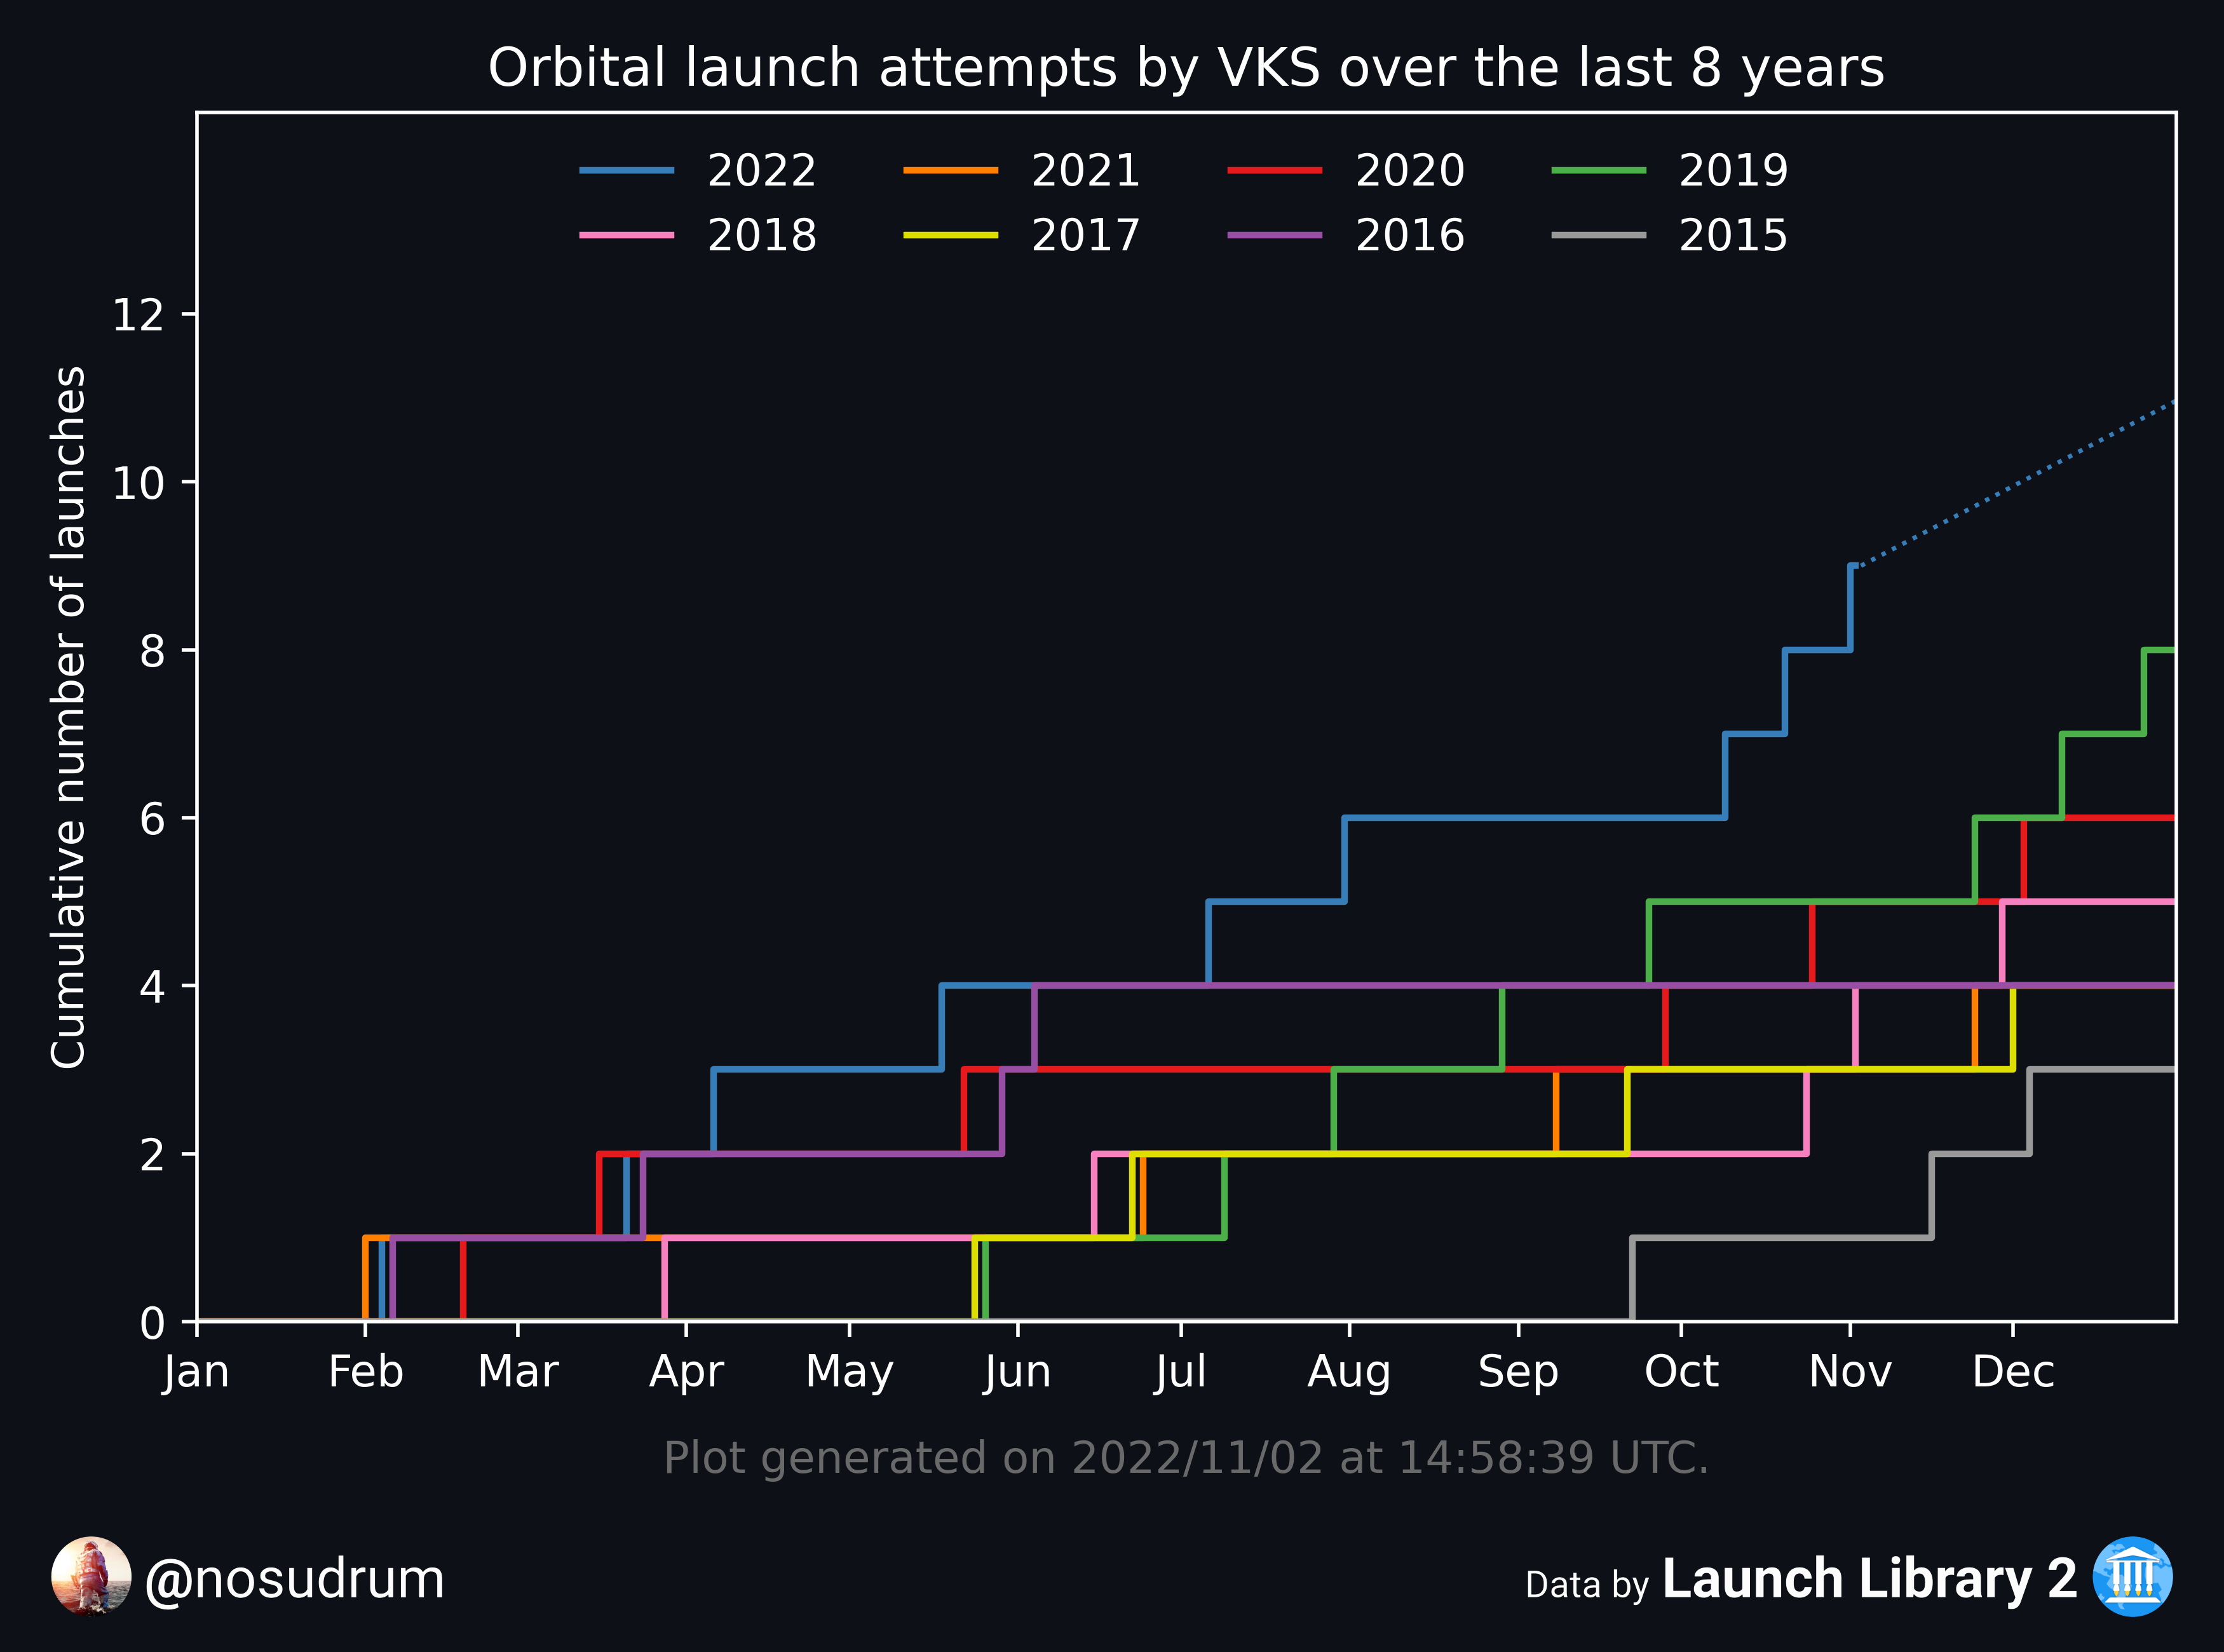 Orbital launch attempts by VKS over the last 8 years
2022 2021 2020 2019
2018 2017 2016 2015
Cumulative number of launches
12
10
8
6
4
2
0
Jan Feb Mar Apr May Jun Jul Aug Sep Oct Nov Dec
Plot generated on 2022/11/02 at 14:58:39 UTC.
@nosudrum
Data by Launch Library 2